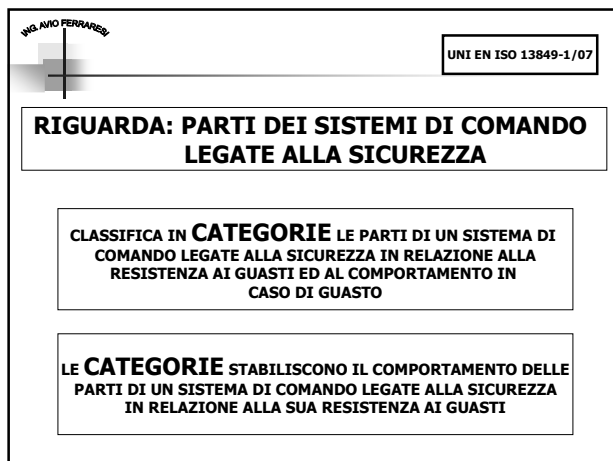 ING. AVIO FERRARESI
UNI EN ISO 13849-1/07
RIGUARDA: PARTI DEI SISTEMI DI COMANDO
LEGATE ALLA SICUREZZA
CLASSIFICA IN CATEGORIE LE PARTI DI UN SISTEMA DI
COMANDO LEGATE ALLA SICUREZZA IN RELAZIONE ALLA
RESISTENZA AI GUASTI ED AL COMPORTAMENTO IN
CASO DI GUASTO
LE CATEGORIE STABILISCONO IL COMPORTAMENTO DELLE
PARTI DI UN SISTEMA DI COMANDO LEGATE ALLA SICUREZZA
IN RELAZIONE ALLA SUA RESISTENZA AI GUASTI